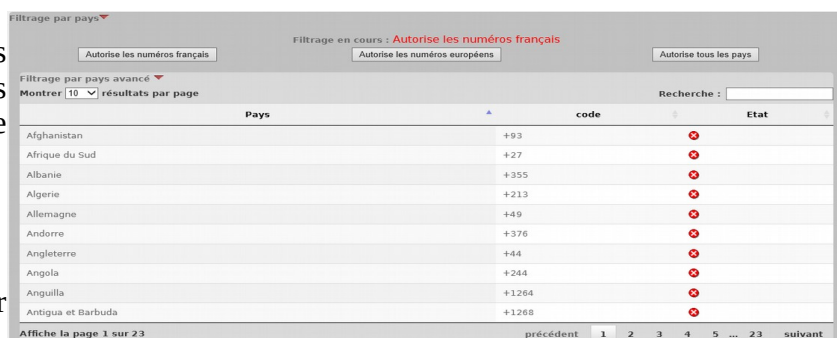 Filtrage par pays
Filtrage en cours : Autorise les numéros français
Autorise les numéros français Autorise les numéros européens Autorise tous les pays
Filtrage par pays avancé
Montrer 10 résultats par page Recherche :
Pays code Etat
Afghanistan +93
Afrique du Sud +27
Albanie +355
Algerie +213
Allemagne +49
Andorre +376
Angleterre +44
Angola +244
Anguilla +1264
Antigua et Barbuda +1268
Affiche la page 1 sur 23 précédent 1 2 3 4 5 ... 23 suivant